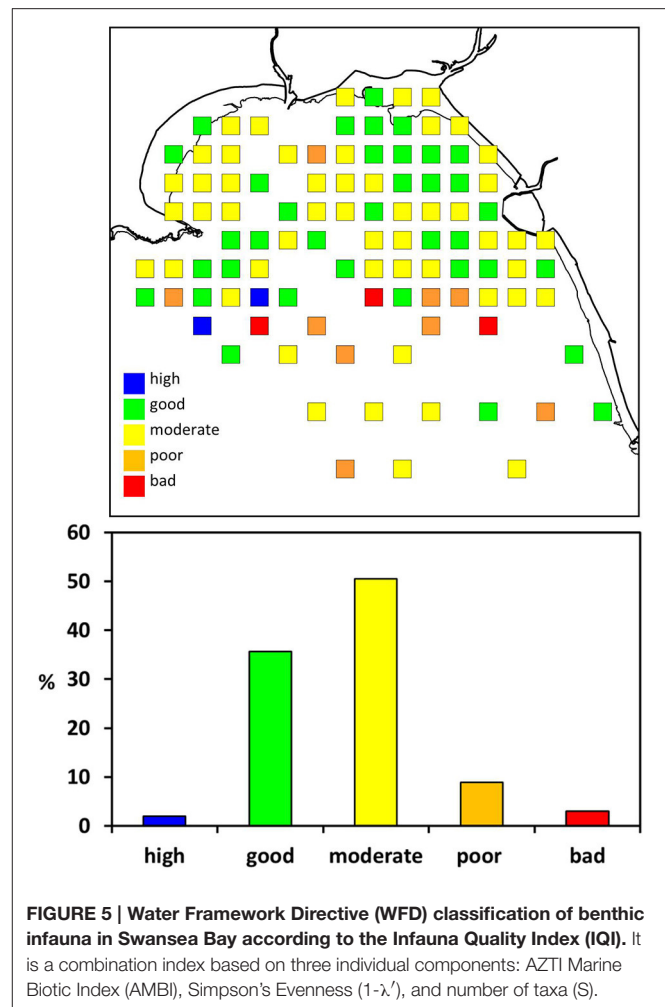 high
good
moderate
poor
bad
60
50
40
30
20
10
0
%
high good moderate poor bad
FIGURE 5 | Water Framework Directive (WFD) classification of benthic
infauna in Swansea Bay according to the Infauna Quality Index (IQI). It
is a combination index based on three individual components: AZTI Marine
Biotic Index (AMBI), Simpson's Evenness (1-λ′), and number of taxa (S).